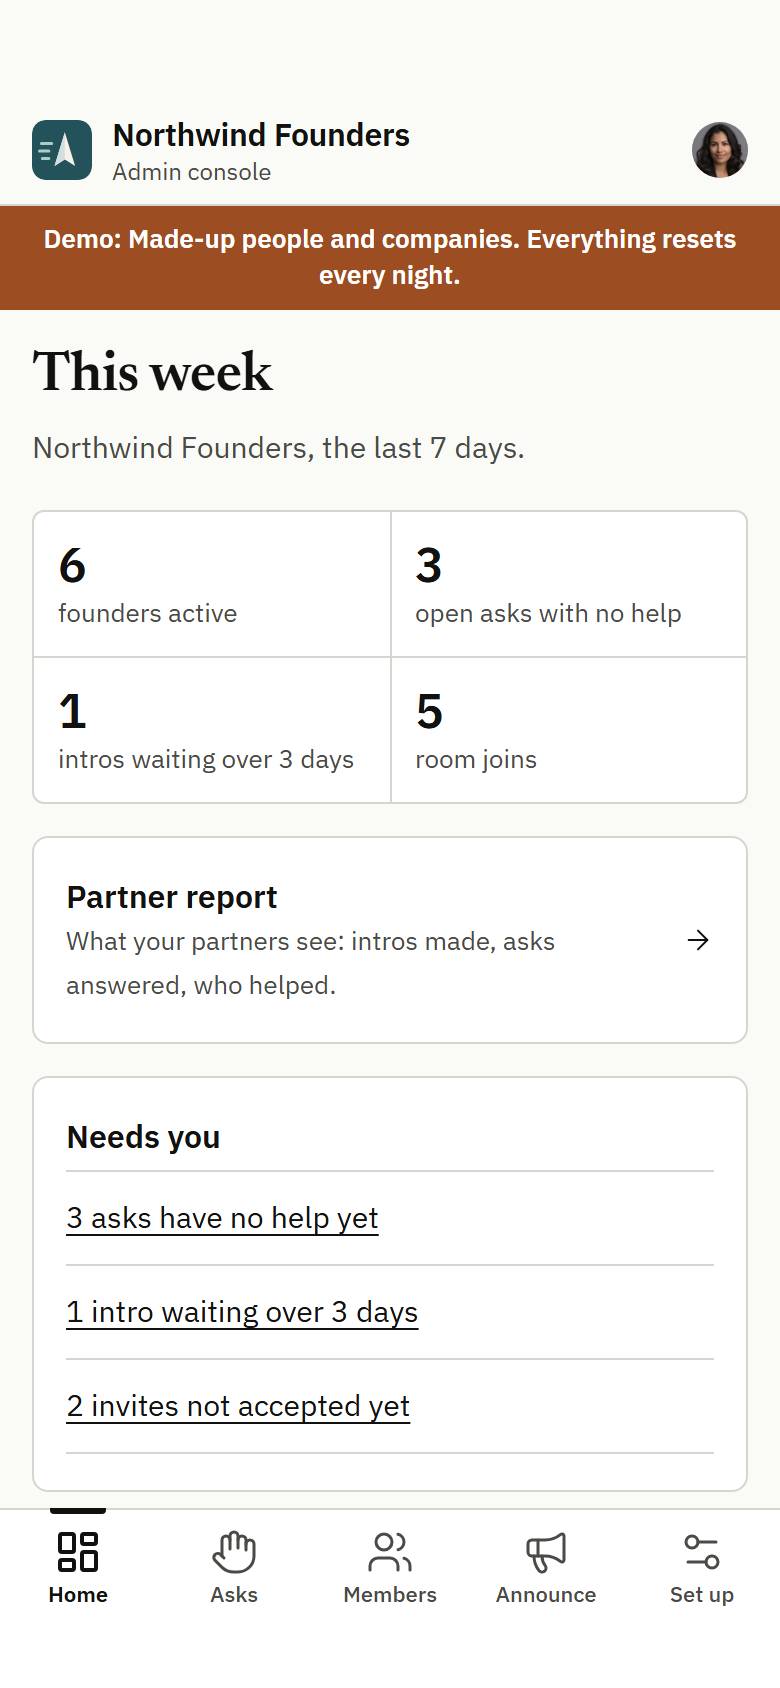 Northwind Founders
Admin console
Demo: Made-up people and companies. Everything resets
every night.
This week
Northwind Founders, the last 7 days.
6
founders active
3
open asks with no help
1
intros waiting over 3 days
5
room joins
Partner report
What your partners see: intros made, asks
answered, who helped.
Needs you
3 asks have no help yet
1 intro waiting over 3 days
2 invites not accepted yet
Home
Asks
Members
Announce
Set up